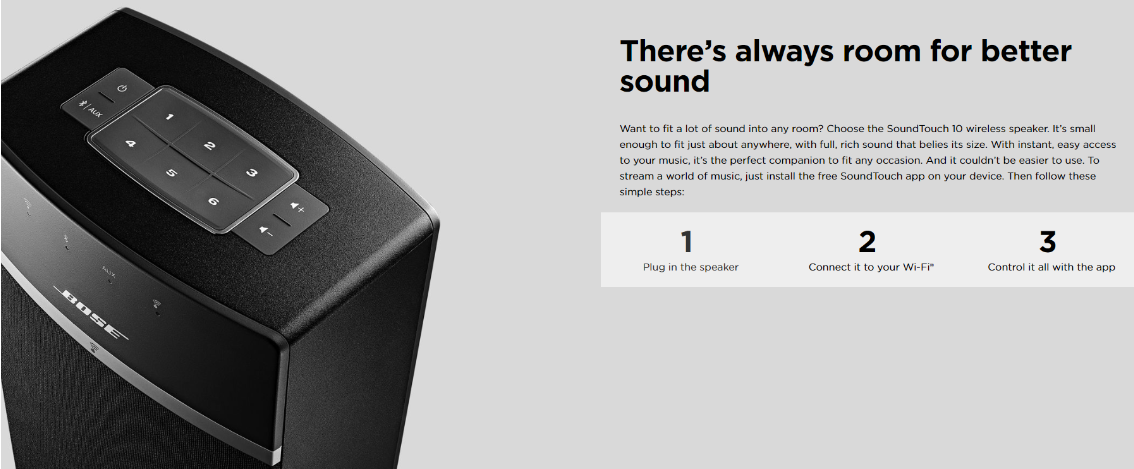 There's always room for better
sound
Want to fit a lot of sound into any room? Choose the SoundTouch 10 wireless speaker. It's small
enough to fit just about anywhere, with full, rich sound that belies its size. With instant, easy access
to your music, it's the perfect companion to fit any occasion. And it couldn't be easier to use. To
stream a world of music, just install the free SoundTouch app on your device. Then follow these
simple steps:
1
Plug in the speaker
2
Connect it to your Wi-Fi®
3
Control it all with the app
AUX
1
2
3
4
5
6
+
-
AUX
BOSE